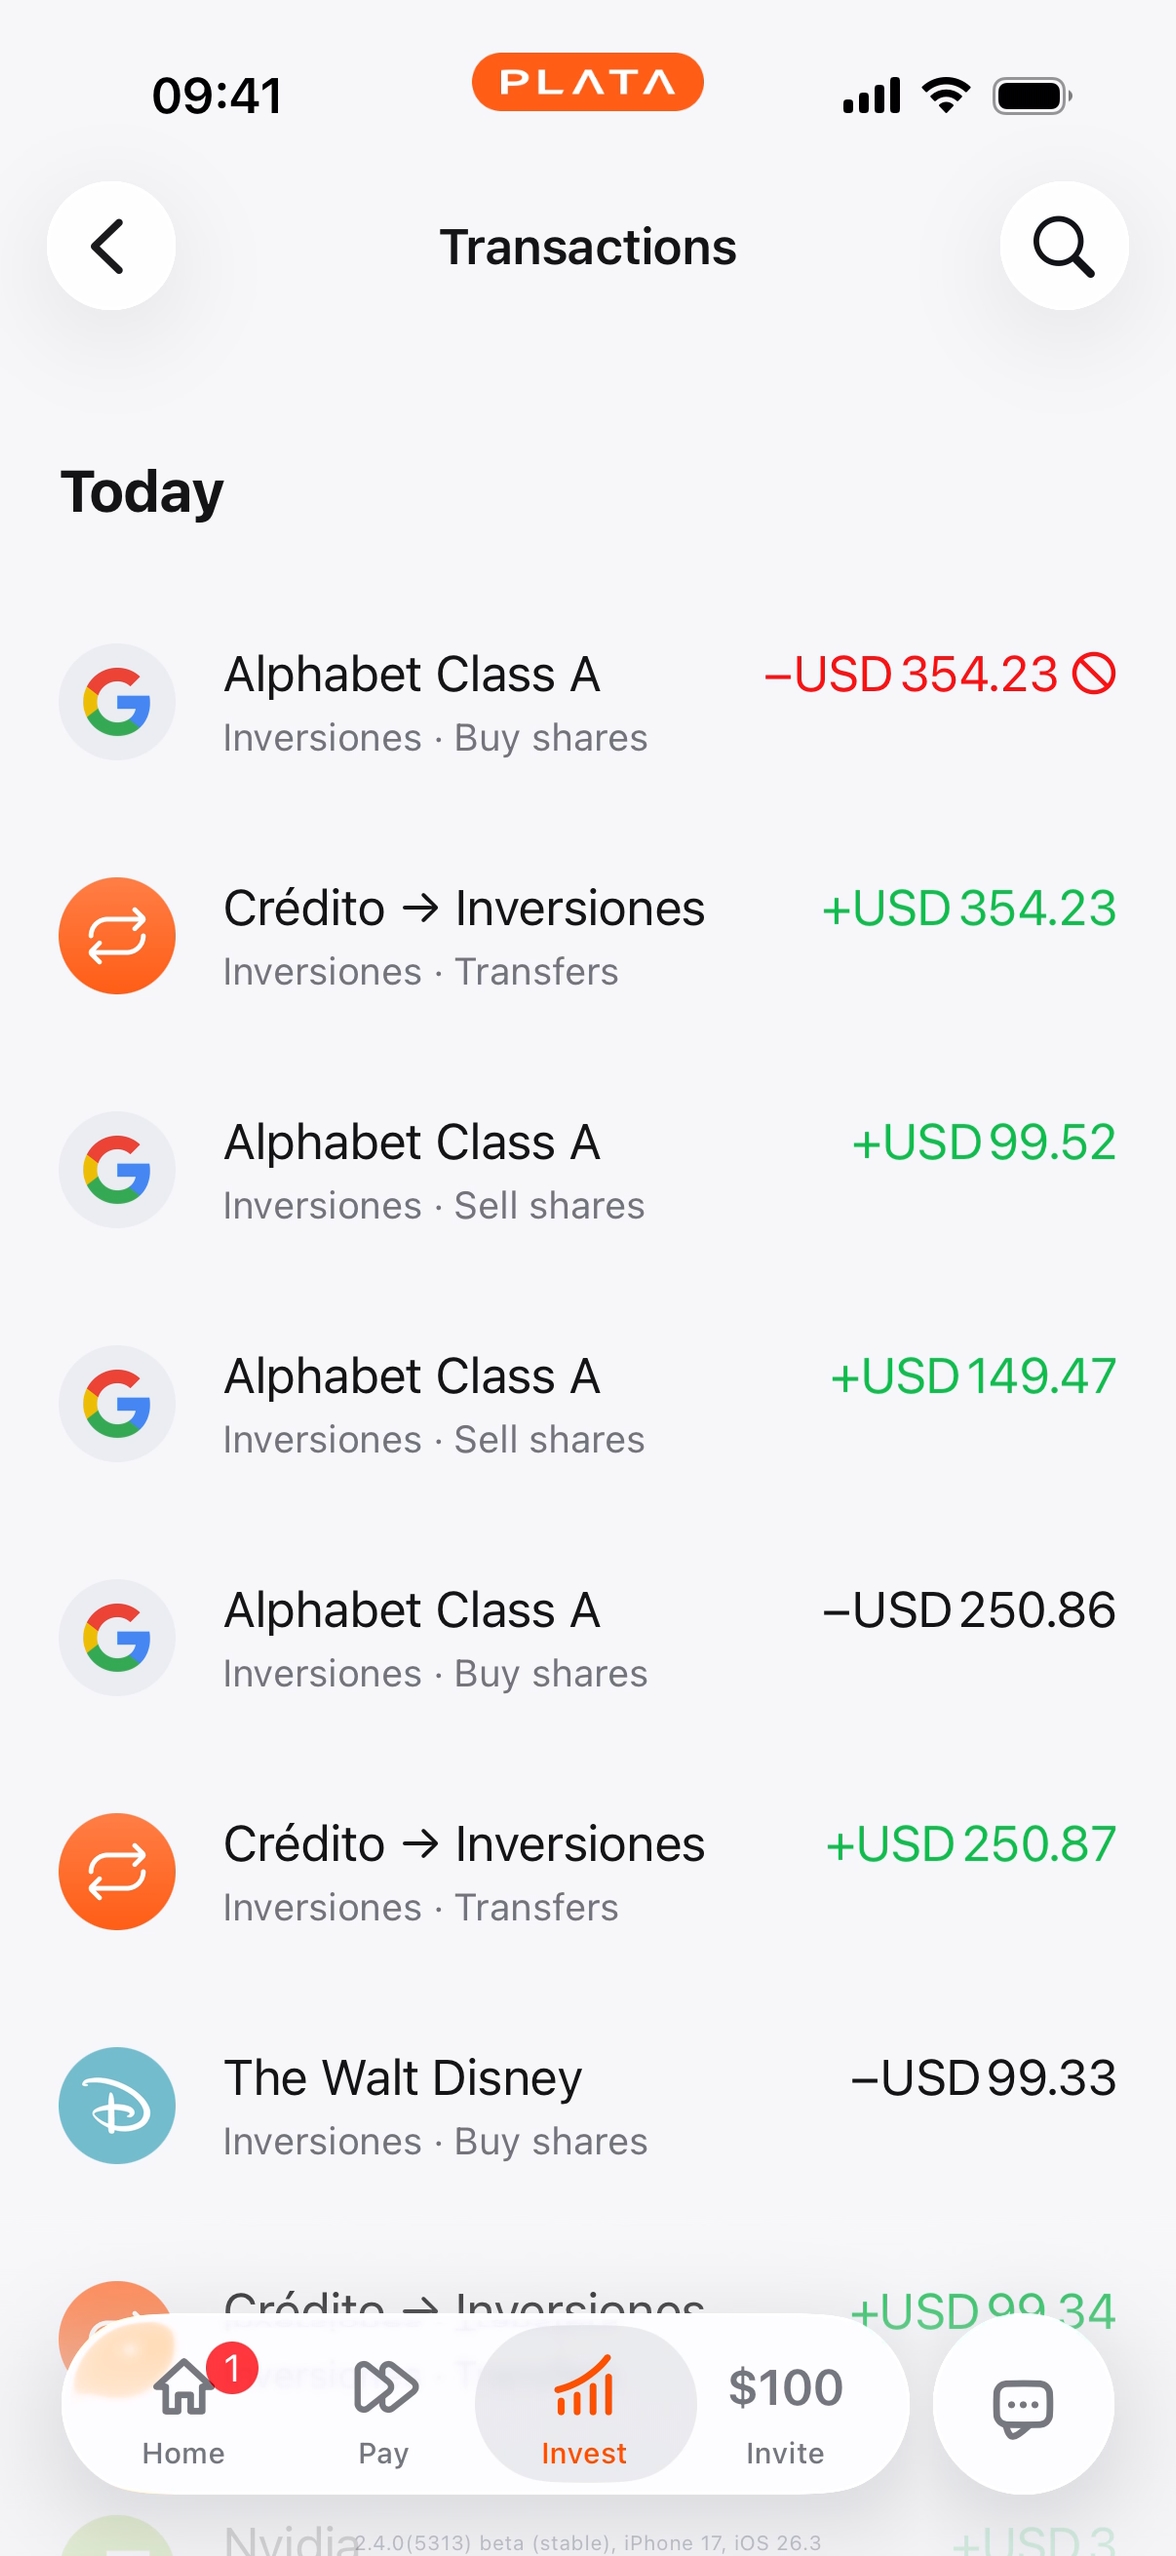 09:41
PLATA
Transactions
Today
Alphabet Class A
–USD 354.23
Inversiones · Buy shares
Crédito → Inversiones
+USD 354.23
Inversiones · Transfers
Alphabet Class A
+USD 99.52
Inversiones · Sell shares
Alphabet Class A
+USD 149.47
Inversiones · Sell shares
Alphabet Class A
–USD 250.86
Inversiones · Buy shares
Crédito → Inversiones
+USD 250.87
Inversiones · Transfers
The Walt Disney
–USD 99.33
Inversiones · Buy shares
Crédito → Inversiones
+USD 99.34
1
$100
Home
Pay
Invest
Invite
Nvidia
+USD 3
2.4.0(5313) beta (stable), iPhone 17, iOS 26.3